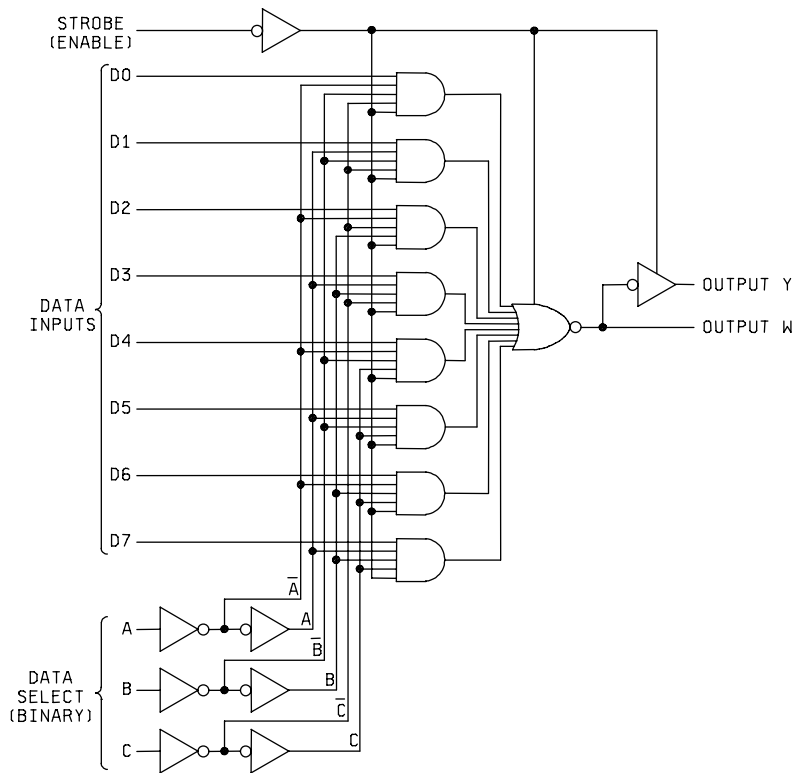 STROBE
(ENABLE)
D0
D1
D2
D3
DATA
INPUTS
D4
D5
D6
D7
OUTPUT Y
OUTPUT W
A̅
A
A
B̅
DATA
SELECT
(BINARY)
B
B
C̅
C
C